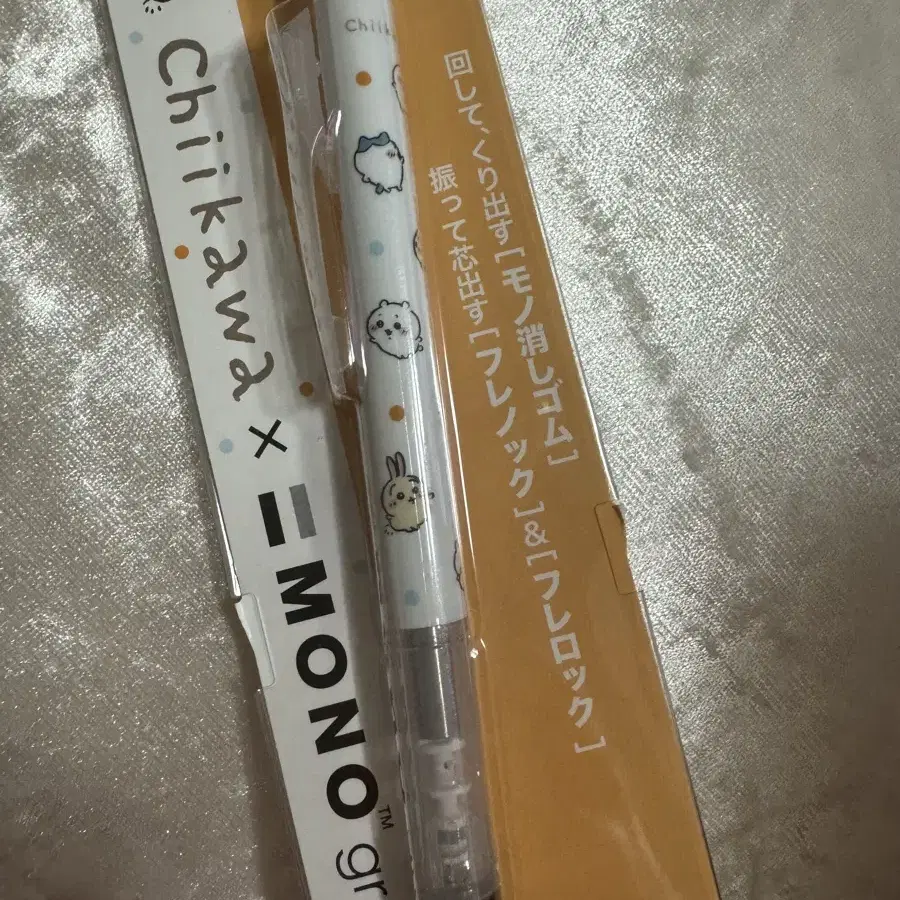 Chiikawa × MONO™ gr
Chiik
回して、くり出す[モノ消しゴム]
振って芯出す[フレノック]&[フレロック]